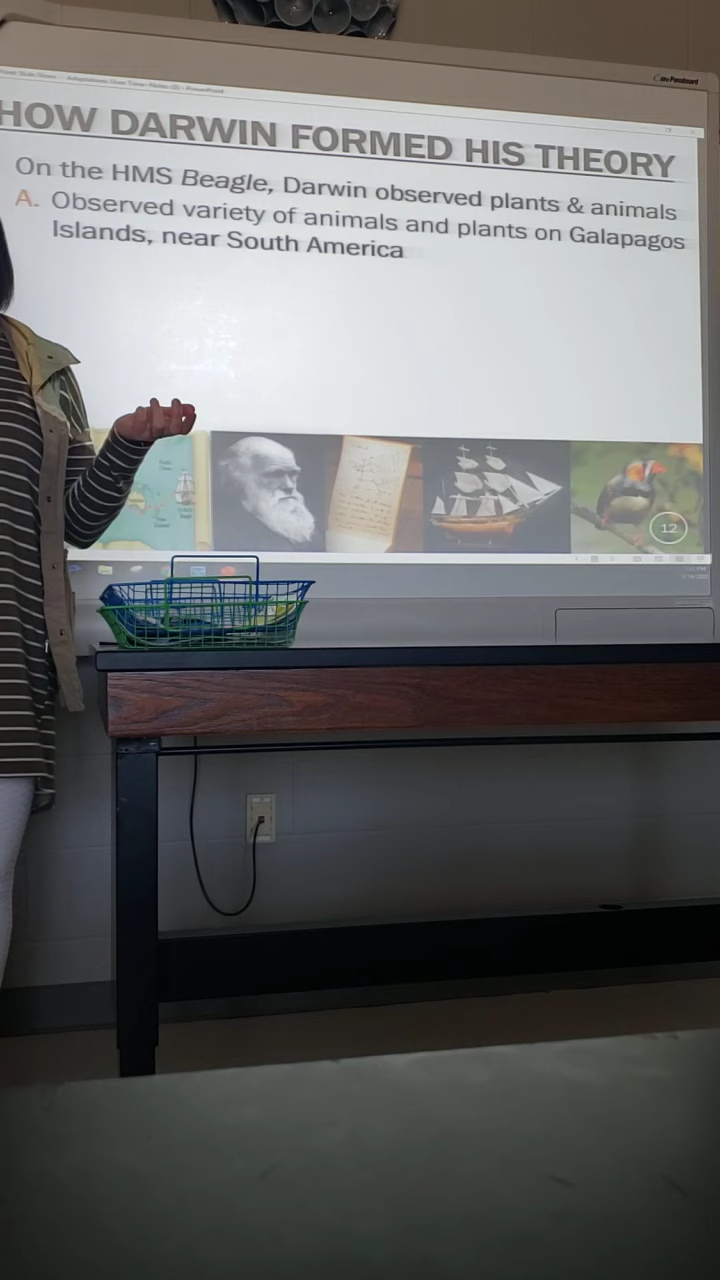 HOW DARWIN FORMED HIS THEORY
On the HMS Beagle, Darwin observed plants & animals
A. Observed variety of animals and plants on Galapagos
Islands, near South America
12